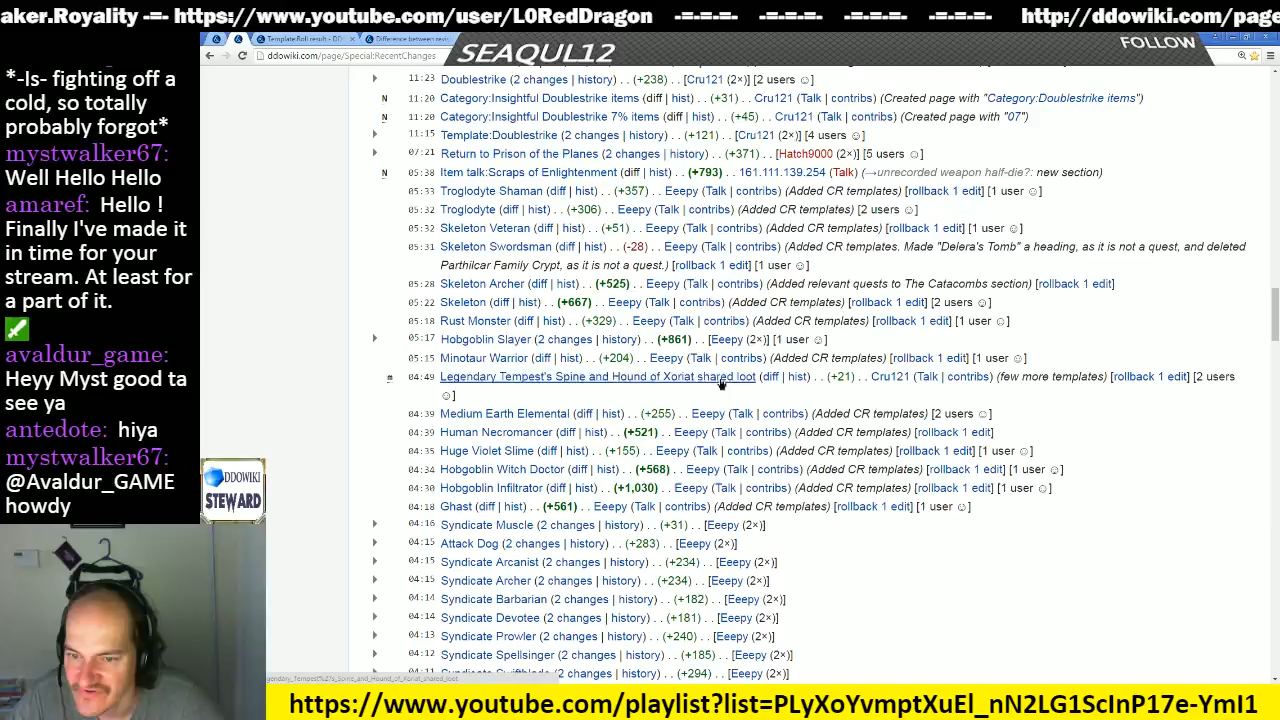 aker.Royality -=- https://www.youtube.com/user/L0RedDragon -=-=-=- -=-=-=- -=-=-=- -=-=-=- http://ddowiki.com/page
Template:Roll result - DD
Difference between revis
SEAQUL12
FOLLOW
ddowiki.com/page/Special:RecentChanges
*-Is- fighting off a
cold, so totally
probably forgot*
mystwalker67:
Well Hello Hello
amaref: Hello !
Finally I've made it
in time for your
stream. At least for
a part of it.
avaldur_game:
Heyy Myst good ta
see ya
antedote: hiya
mystwalker67:
@Avaldur_GAME
howdy
DDOWIKI
STEWARD
11:23 Doublestrike (2 changes | history) . . (+238) . . [Cru121 (2×)] [2 users ☺]
N 11:20 Category:Insightful Doublestrike items (diff | hist) . . (+31) . . Cru121 (Talk | contribs) (Created page with "Category:Doublestrike items")
N 11:20 Category:Insightful Doublestrike 7% items (diff | hist) . . (+45) . . Cru121 (Talk | contribs) (Created page with "07")
11:15 Template:Doublestrike (2 changes | history) . . (+121) . . [Cru121 (2×)] [4 users ☺]
07:21 Return to Prison of the Planes (2 changes | history) . . (+371) . . [Hatch9000 (2×)] [5 users ☺]
N 05:38 Item talk:Scraps of Enlightenment (diff | hist) . . (+793) . . 161.111.139.254 (Talk) (→unrecorded weapon half-die?: new section)
05:33 Troglodyte Shaman (diff | hist) . . (+357) . . Eeepy (Talk | contribs) (Added CR templates) [rollback 1 edit] [1 user ☺]
05:32 Troglodyte (diff | hist) . . (+306) . . Eeepy (Talk | contribs) (Added CR templates) [2 users ☺]
05:32 Skeleton Veteran (diff | hist) . . (+51) . . Eeepy (Talk | contribs) (Added CR templates) [rollback 1 edit] [1 user ☺]
05:31 Skeleton Swordsman (diff | hist) . . (-28) . . Eeepy (Talk | contribs) (Added CR templates. Made "Delera's Tomb" a heading, as it is not a quest, and deleted
Parthilcar Family Crypt, as it is not a quest.) [rollback 1 edit] [1 user ☺]
05:28 Skeleton Archer (diff | hist) . . (+525) . . Eeepy (Talk | contribs) (Added relevant quests to The Catacombs section) [rollback 1 edit]
05:22 Skeleton (diff | hist) . . (+667) . . Eeepy (Talk | contribs) (Added CR templates) [rollback 1 edit] [2 users ☺]
05:18 Rust Monster (diff | hist) . . (+329) . . Eeepy (Talk | contribs) (Added CR templates) [rollback 1 edit] [1 user ☺]
05:17 Hobgoblin Slayer (2 changes | history) . . (+861) . . [Eeepy (2×)] [1 user ☺]
05:15 Minotaur Warrior (diff | hist) . . (+204) . . Eeepy (Talk | contribs) (Added CR templates) [rollback 1 edit] [1 user ☺]
m 04:49 Legendary Tempest's Spine and Hound of Xoriat shared loot (diff | hist) . . (+21) . . Cru121 (Talk | contribs) (few more templates) [rollback 1 edit] [2 users
☺]
04:39 Medium Earth Elemental (diff | hist) . . (+255) . . Eeepy (Talk | contribs) (Added CR templates) [2 users ☺]
04:39 Human Necromancer (diff | hist) . . (+521) . . Eeepy (Talk | contribs) (Added CR templates) [rollback 1 edit]
04:35 Huge Violet Slime (diff | hist) . . (+155) . . Eeepy (Talk | contribs) (Added CR templates) [rollback 1 edit] [1 user ☺]
04:34 Hobgoblin Witch Doctor (diff | hist) . . (+568) . . Eeepy (Talk | contribs) (Added CR templates) [rollback 1 edit] [1 user ☺]
04:30 Hobgoblin Infiltrator (diff | hist) . . (+1,030) . . Eeepy (Talk | contribs) (Added CR templates) [rollback 1 edit] [1 user ☺]
04:18 Ghast (diff | hist) . . (+561) . . Eeepy (Talk | contribs) (Added CR templates) [rollback 1 edit] [1 user ☺]
04:16 Syndicate Muscle (2 changes | history) . . (+31) . . [Eeepy (2×)]
04:15 Attack Dog (2 changes | history) . . (+283) . . [Eeepy (2×)]
04:15 Syndicate Arcanist (2 changes | history) . . (+234) . . [Eeepy (2×)]
04:15 Syndicate Archer (2 changes | history) . . (+234) . . [Eeepy (2×)]
04:14 Syndicate Barbarian (2 changes | history) . . (+182) . . [Eeepy (2×)]
04:14 Syndicate Devotee (2 changes | history) . . (+181) . . [Eeepy (2×)]
04:13 Syndicate Prowler (2 changes | history) . . (+240) . . [Eeepy (2×)]
04:12 Syndicate Spellsinger (2 changes | history) . . (+185) . . [Eeepy (2×)]
04:11 Syndicate Swiftblade (2 changes | history) . . (+294) . . [Eeepy (2×)]
https://www.youtube.com/playlist?list=PLyXoYvmptXuEl_nN2LG1ScInP17e-YmI1